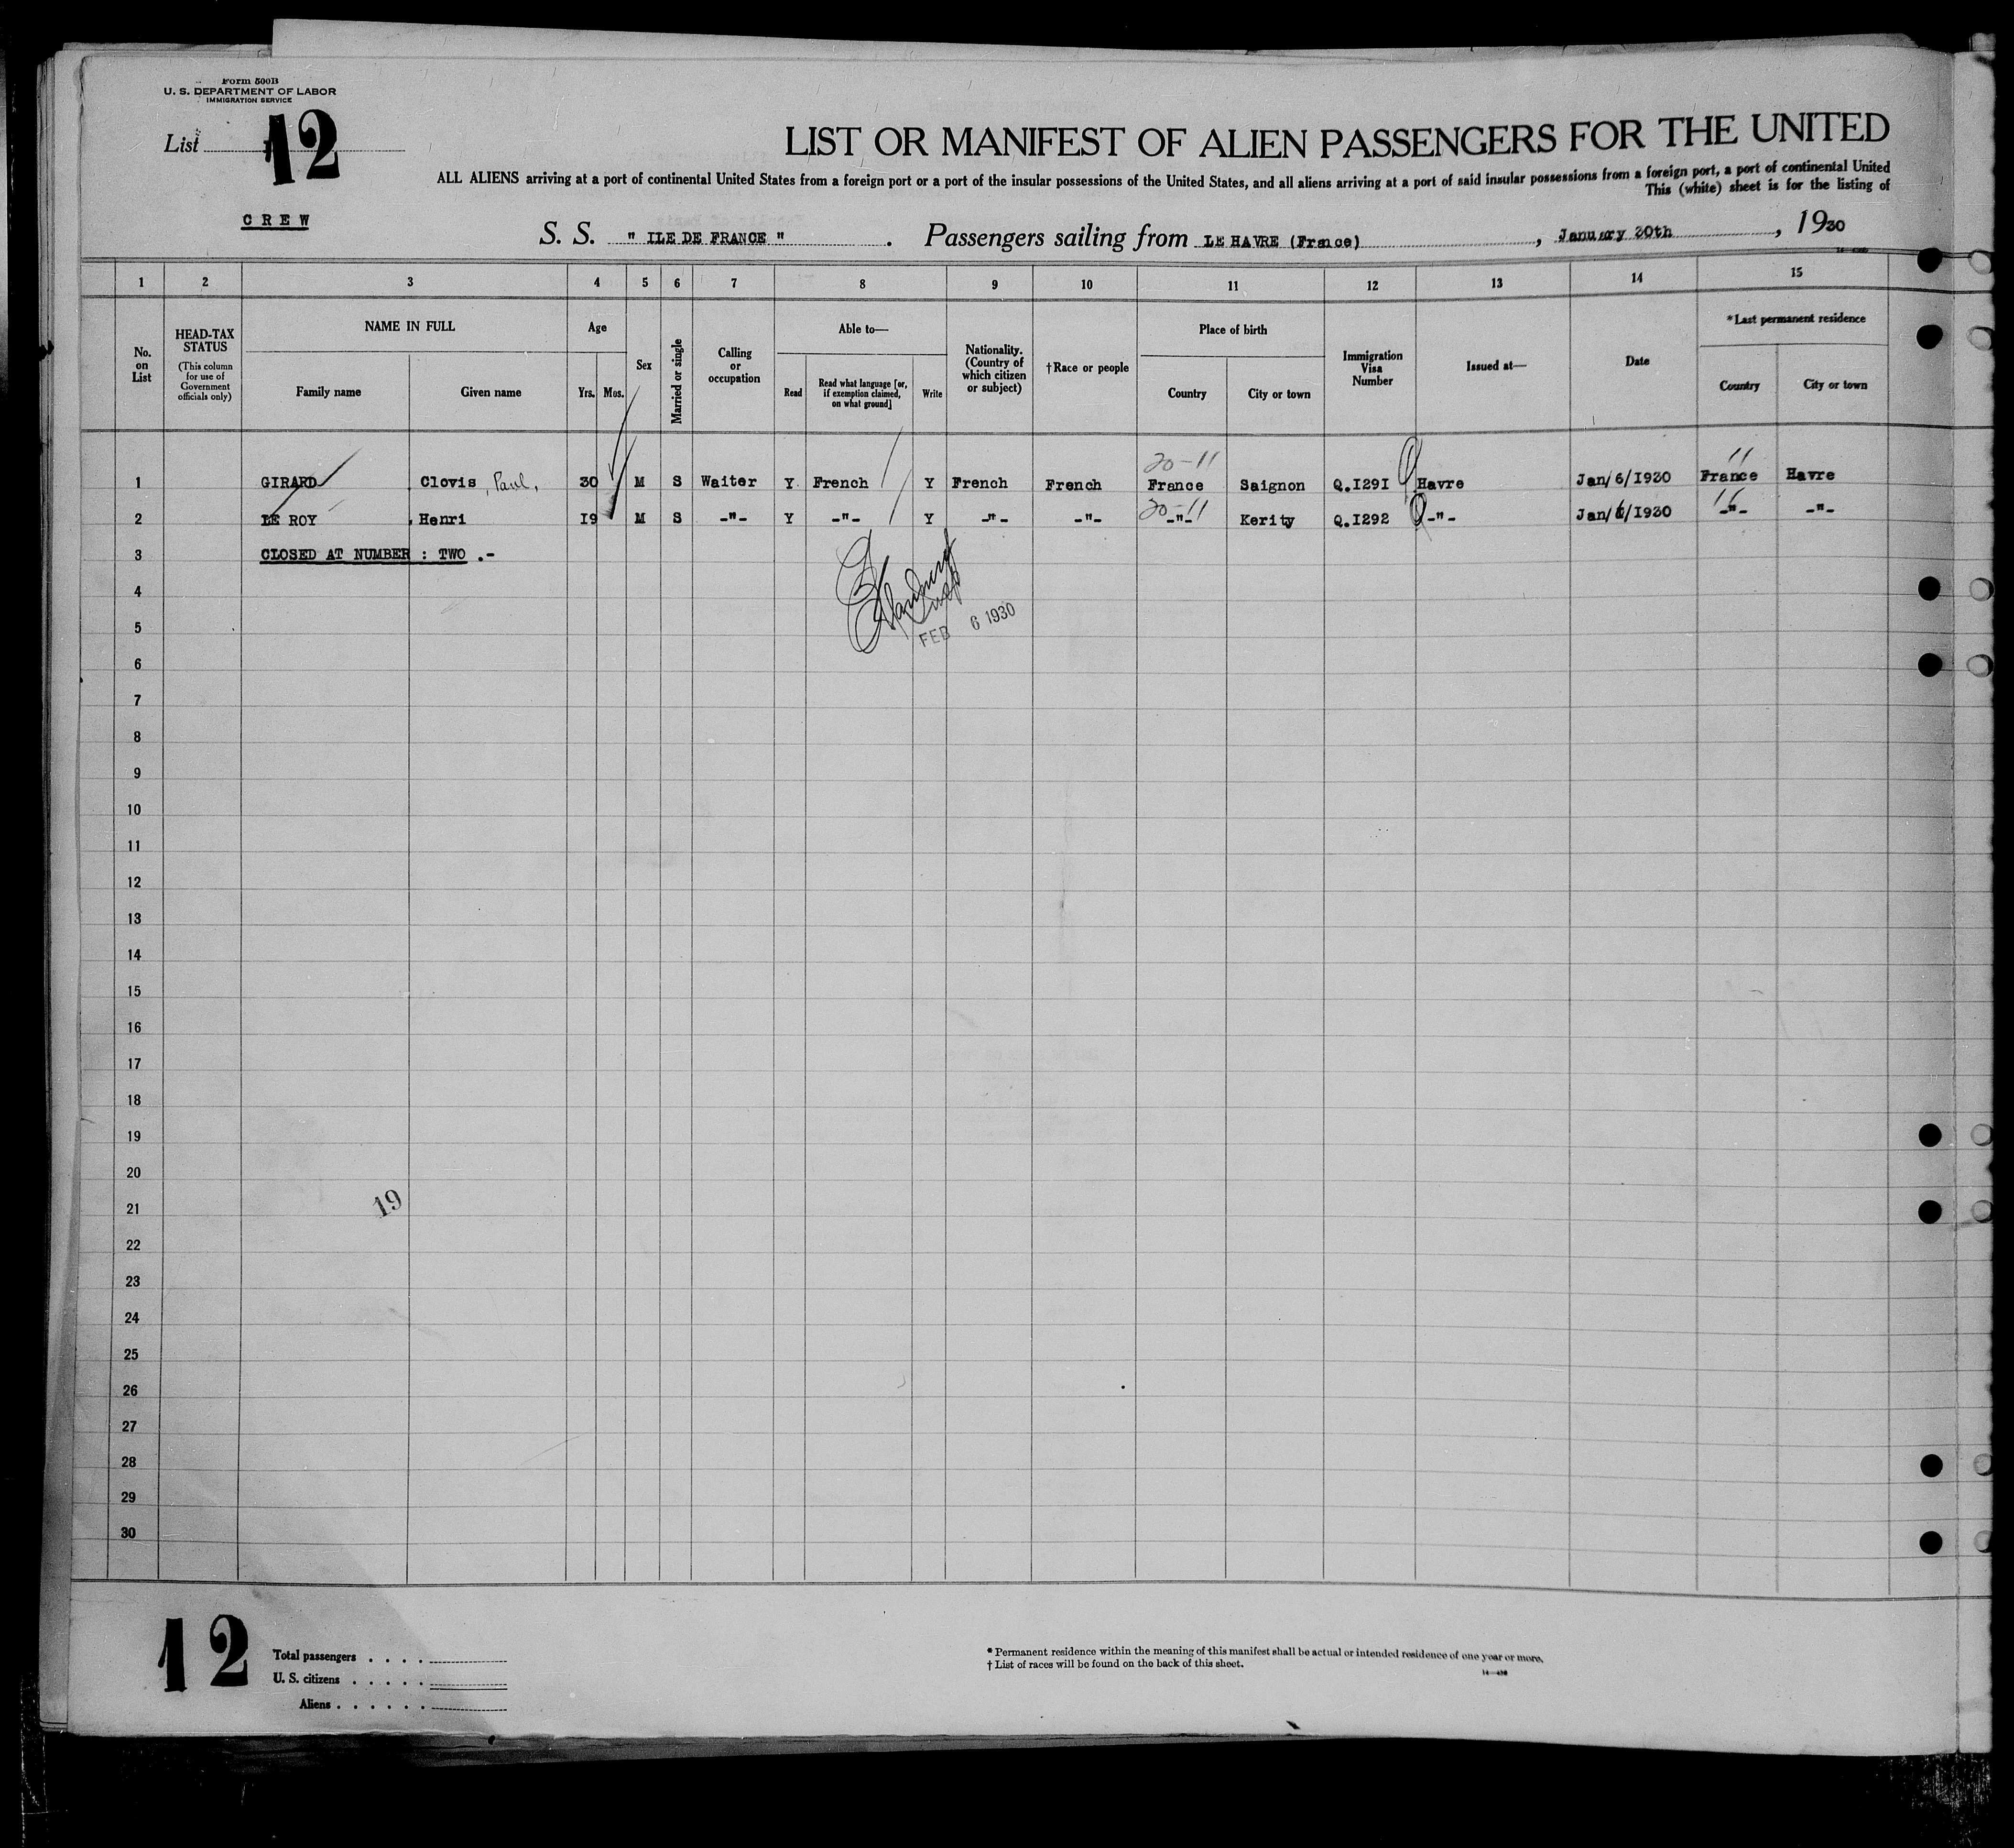 Form 500B
U. S. DEPARTMENT OF LABOR
IMMIGRATION SERVICE
List 12
LIST OR MANIFEST OF ALIEN PASSENGERS FOR THE UNITED
ALL ALIENS arriving at a port of continental United States from a foreign port or a port of the insular possessions of the United States, and all aliens arriving at a port of said insular possessions from a foreign port, a port of continental United
This (white) sheet is for the listing of
CREW
S. S. " ILE DE FRANCE " . Passengers sailing from LE HAVRE (France) , January 30th , 1930
1 2 3 4 5 6 7 8 9 10 11 12 13 14 15
No. on List
HEAD-TAX STATUS
(This column for use of Government officials only)
NAME IN FULL
Family name Given name
Age
Yrs. Mos.
Sex
Married or single
Calling or occupation
Able to—
Read
Read what language [or, if exemption claimed, on what ground]
Write
Nationality. (Country of which citizen or subject)
†Race or people
Place of birth
Country City or town
Immigration Visa Number
Issued at—
Date
*Last permanent residence
Country City or town
20-11 11
1 GIRARD Clovis, Paul, 30 M S Waiter Y French Y French French France Saignon Q.I29I Havre Jan/6/1930 France Havre
20-11
2 LE ROY Henri I9 M S -"- Y -"- Y -"- -"- -"- Kerity Q.I292 -"- Jan/6/1930 -"- -"-
3 CLOSED AT NUMBER : TWO .-
4
5
FEB 6 1930
6
7
8
9
10
11
12
13
14
15
16
17
18
19
20
19
21
22
23
24
25
26
27
28
29
30
12
Total passengers . . . .
U. S. citizens . . . . .
Aliens . . . . . .
* Permanent residence within the meaning of this manifest shall be actual or intended residence of one year or more.
† List of races will be found on the back of this sheet.